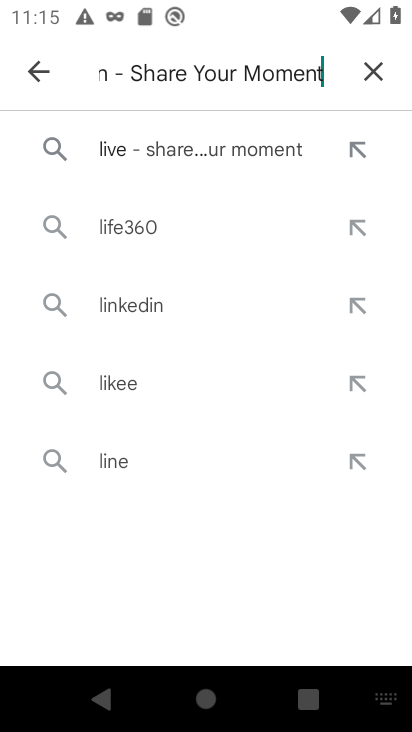 11:15
n - Share Your Moment
live - share...ur moment
life360
linkedin
likee
line